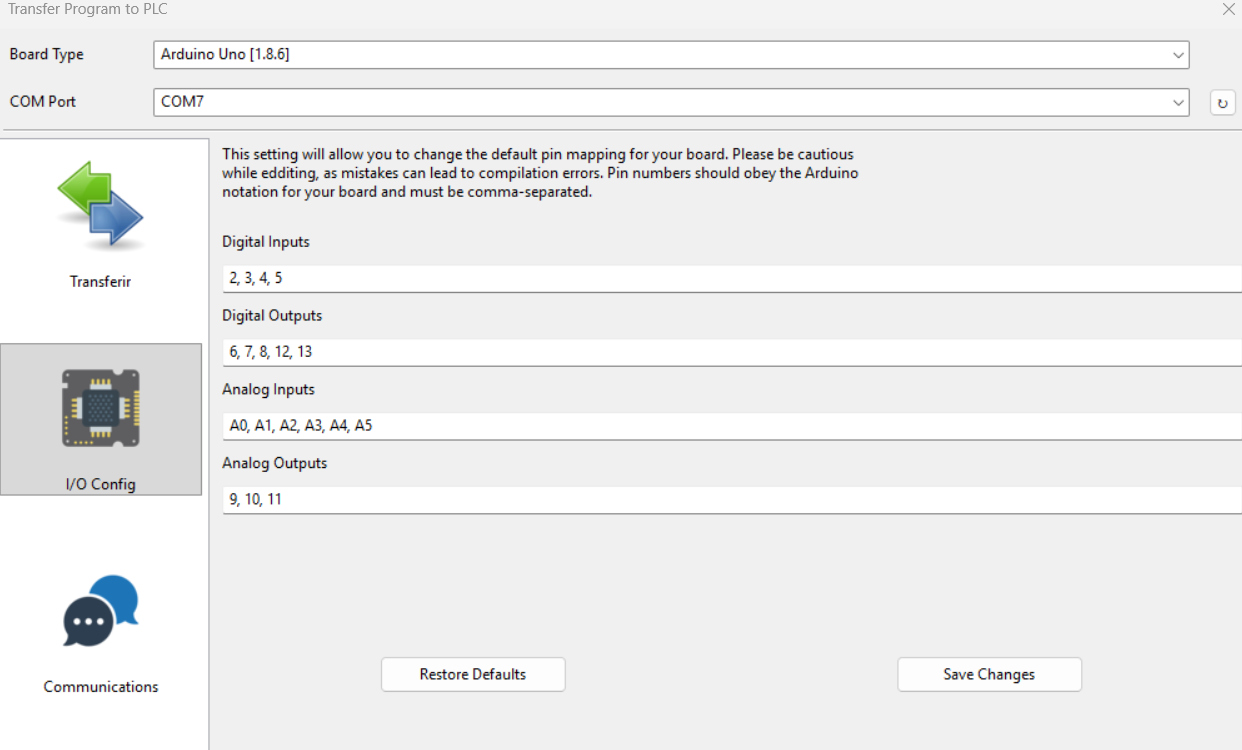 Transfer Program to PLC
Board Type
Arduino Uno [1.8.6]
COM Port
COM7
This setting will allow you to change the default pin mapping for your board. Please be cautious
while edditing, as mistakes can lead to compilation errors. Pin numbers should obey the Arduino
notation for your board and must be comma-separated.
Transferir
Digital Inputs
2, 3, 4, 5
Digital Outputs
6, 7, 8, 12, 13
Analog Inputs
A0, A1, A2, A3, A4, A5
I/O Config
Analog Outputs
9, 10, 11
Communications
Restore Defaults
Save Changes